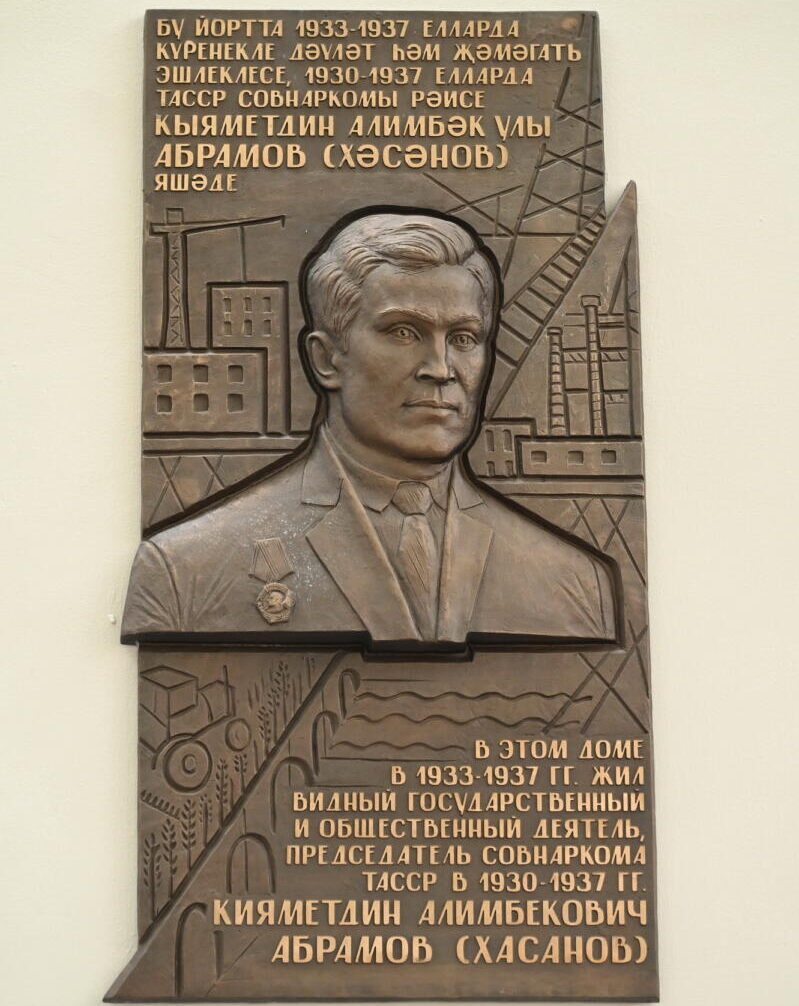 БУ ЙОРТТА 1933-1937 ЕЛЛАРДА
КҮРЕНЕКЛЕ ДӘҮЛӘТ ҺӘМ ҖӘМӘГАТЬ
ЭШЛЕКЛЕСЕ, 1930-1937 ЕЛЛАРДА
ТАССР СОВНАРКОМЫ РӘИСЕ
КЫЯМЕТДИН АЛИМБӘК УЛЫ
АБРАМОВ (ХӘСӘНОВ)
ЯШӘДЕ
В ЭТОМ ДОМЕ
В 1933-1937 ГГ. ЖИЛ
ВИДНЫЙ ГОСУДАРСТВЕННЫЙ
И ОБЩЕСТВЕННЫЙ ДЕЯТЕЛЬ,
ПРЕДСЕДАТЕЛЬ СОВНАРКОМА
ТАССР В 1930-1937 ГГ.
КИЯМЕТДИН АЛИМБЕКОВИЧ
АБРАМОВ (ХАСАНОВ)